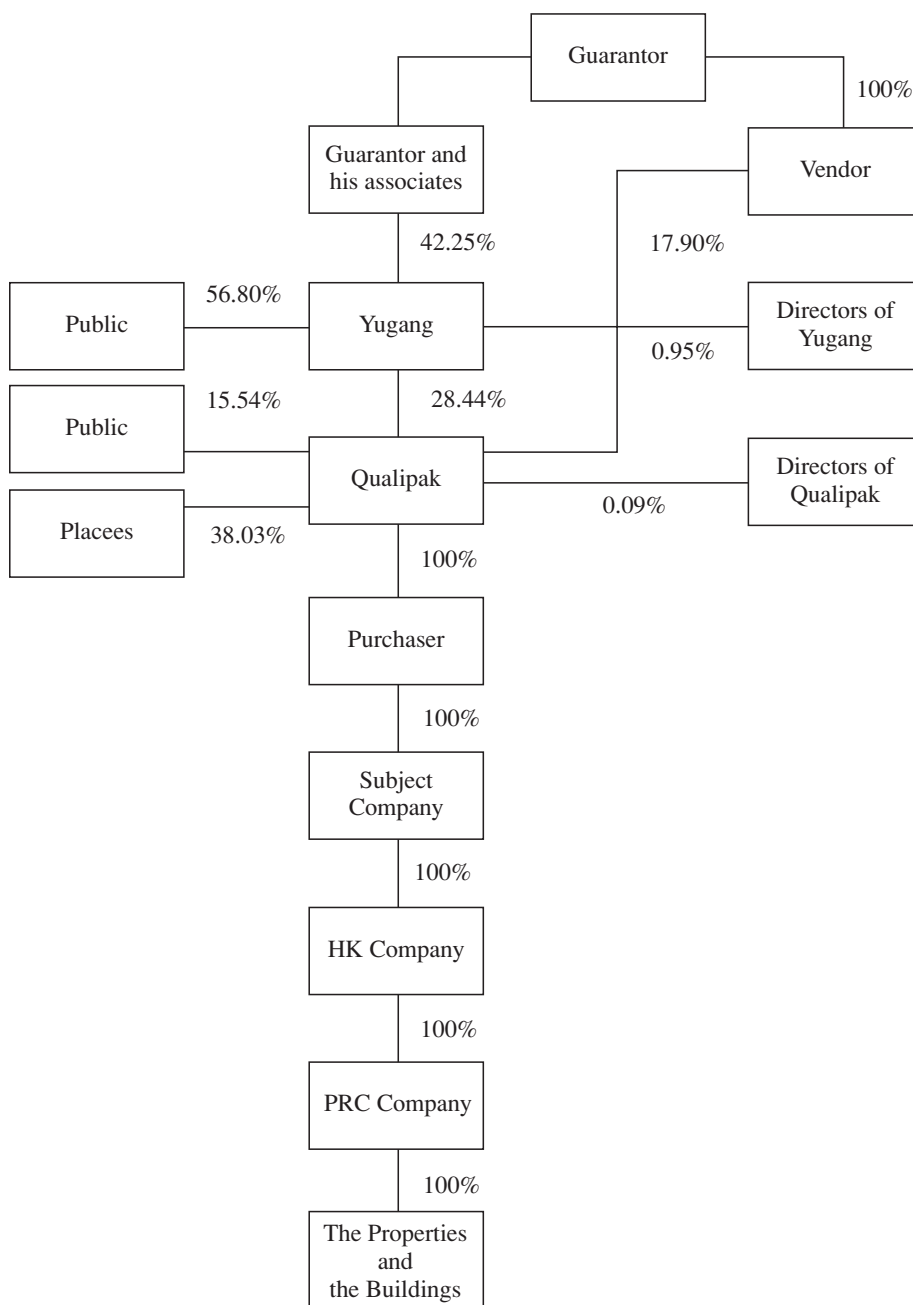 Guarantor
100%
Guarantor and
his associates
Vendor
42.25%
17.90%
56.80%
Public
Yugang
Directors of
Yugang
0.95%
15.54%
28.44%
Public
Qualipak
Directors of
Qualipak
0.09%
Placees
38.03%
100%
Purchaser
100%
Subject
Company
100%
HK Company
100%
PRC Company
100%
The Properties
and
the Buildings